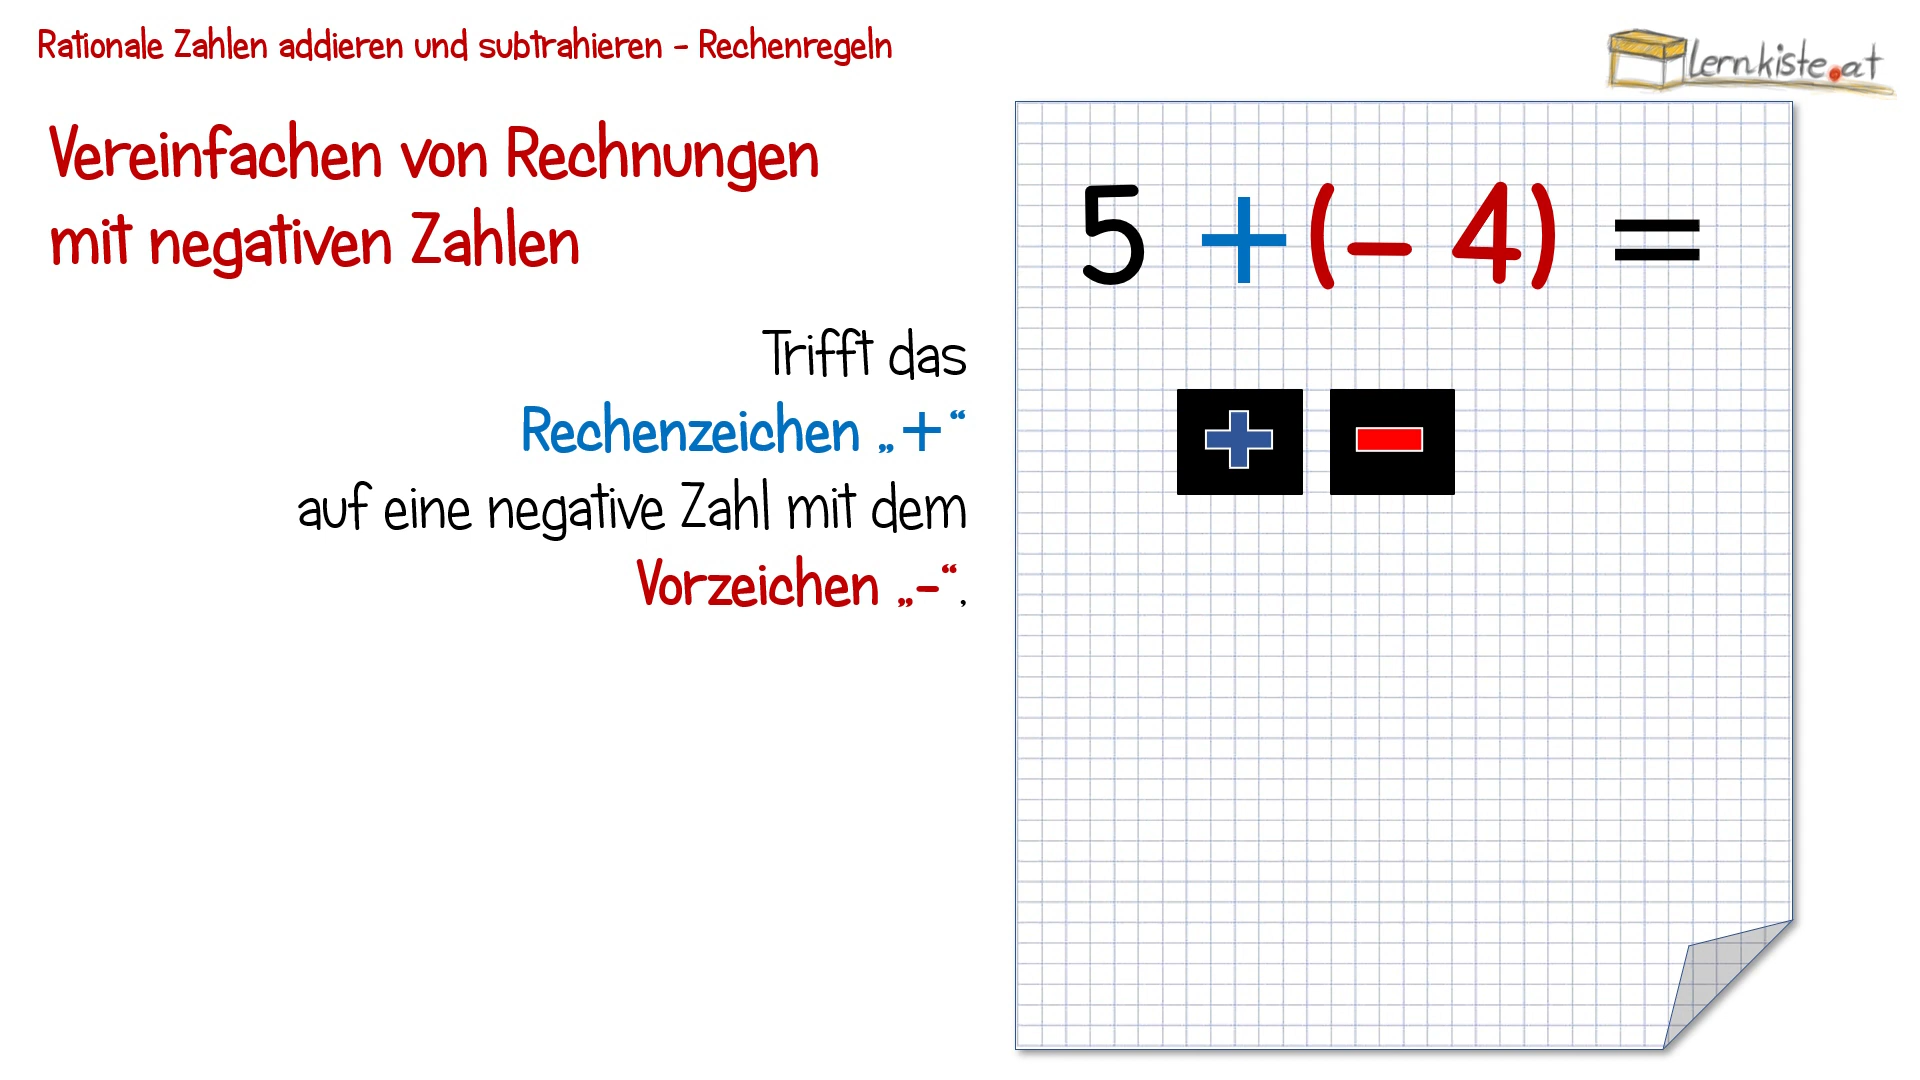 Rationale Zahlen addieren und subtrahieren - Rechenregeln
Lernkiste.at
Vereinfachen von Rechnungen
mit negativen Zahlen
5 + (- 4) =
Trifft das
Rechenzeichen „+“
auf eine negative Zahl mit dem
Vorzeichen „-“,
+ -